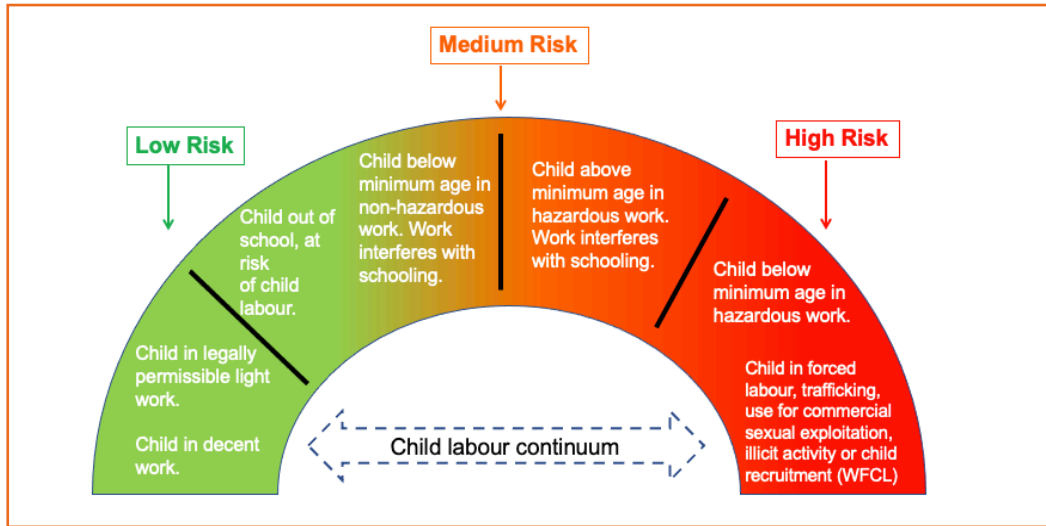 Medium Risk
Low Risk
High Risk
Child in decent
work.
Child in legally
permissible light
work.
Child out of
school, at
risk
of child
labour.
Child below
minimum age in
non-hazardous
work. Work
interferes with
schooling.
Child above
minimum age in
hazardous work.
Work interferes
with schooling.
Child below
minimum age in
hazardous work.
Child in forced
labour, trafficking,
use for commercial
sexual exploitation,
illicit activity or child
recruitment (WFCL)
Child labour continuum